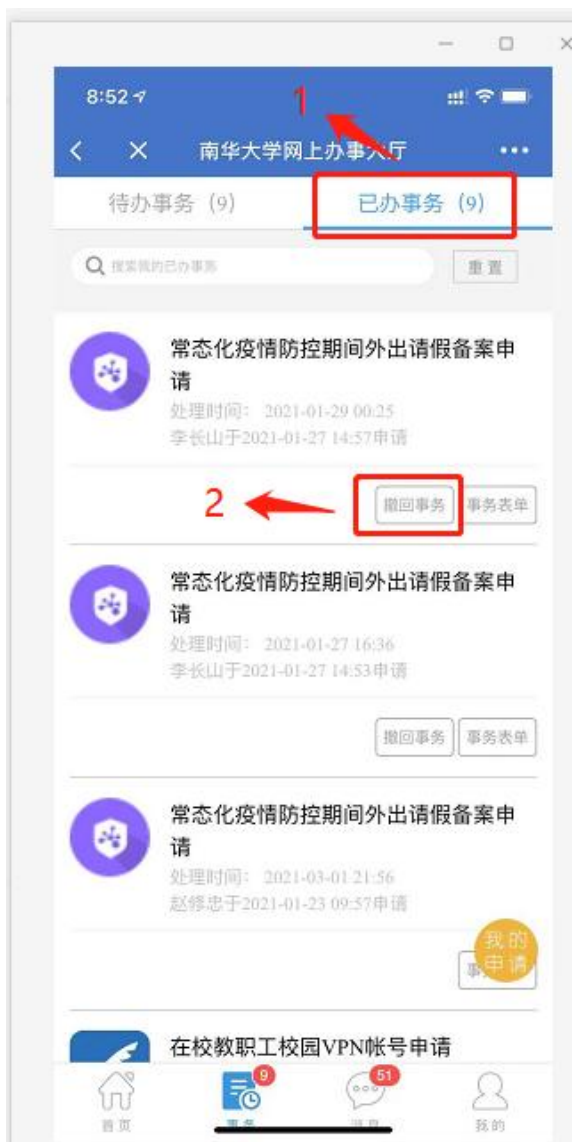 8:52
1
南华大学网上办事大厅
待办事务（9）
已办事务（9）
搜索我的已办事务
重置
常态化疫情防控期间外出请假备案申
请
处理时间： 2021-01-29 00:25
李长山于2021-01-27 14:57申请
2
撤回事务
事务表单
常态化疫情防控期间外出请假备案申
请
处理时间： 2021-01-27 16:36
李长山于2021-01-27 14:53申请
撤回事务
事务表单
常态化疫情防控期间外出请假备案申
请
处理时间： 2021-03-01 21:56
赵修忠于2021-01-23 09:57申请
我的
申请
在校教职工校园VPN帐号申请
9
51
首页
事务
消息
我的